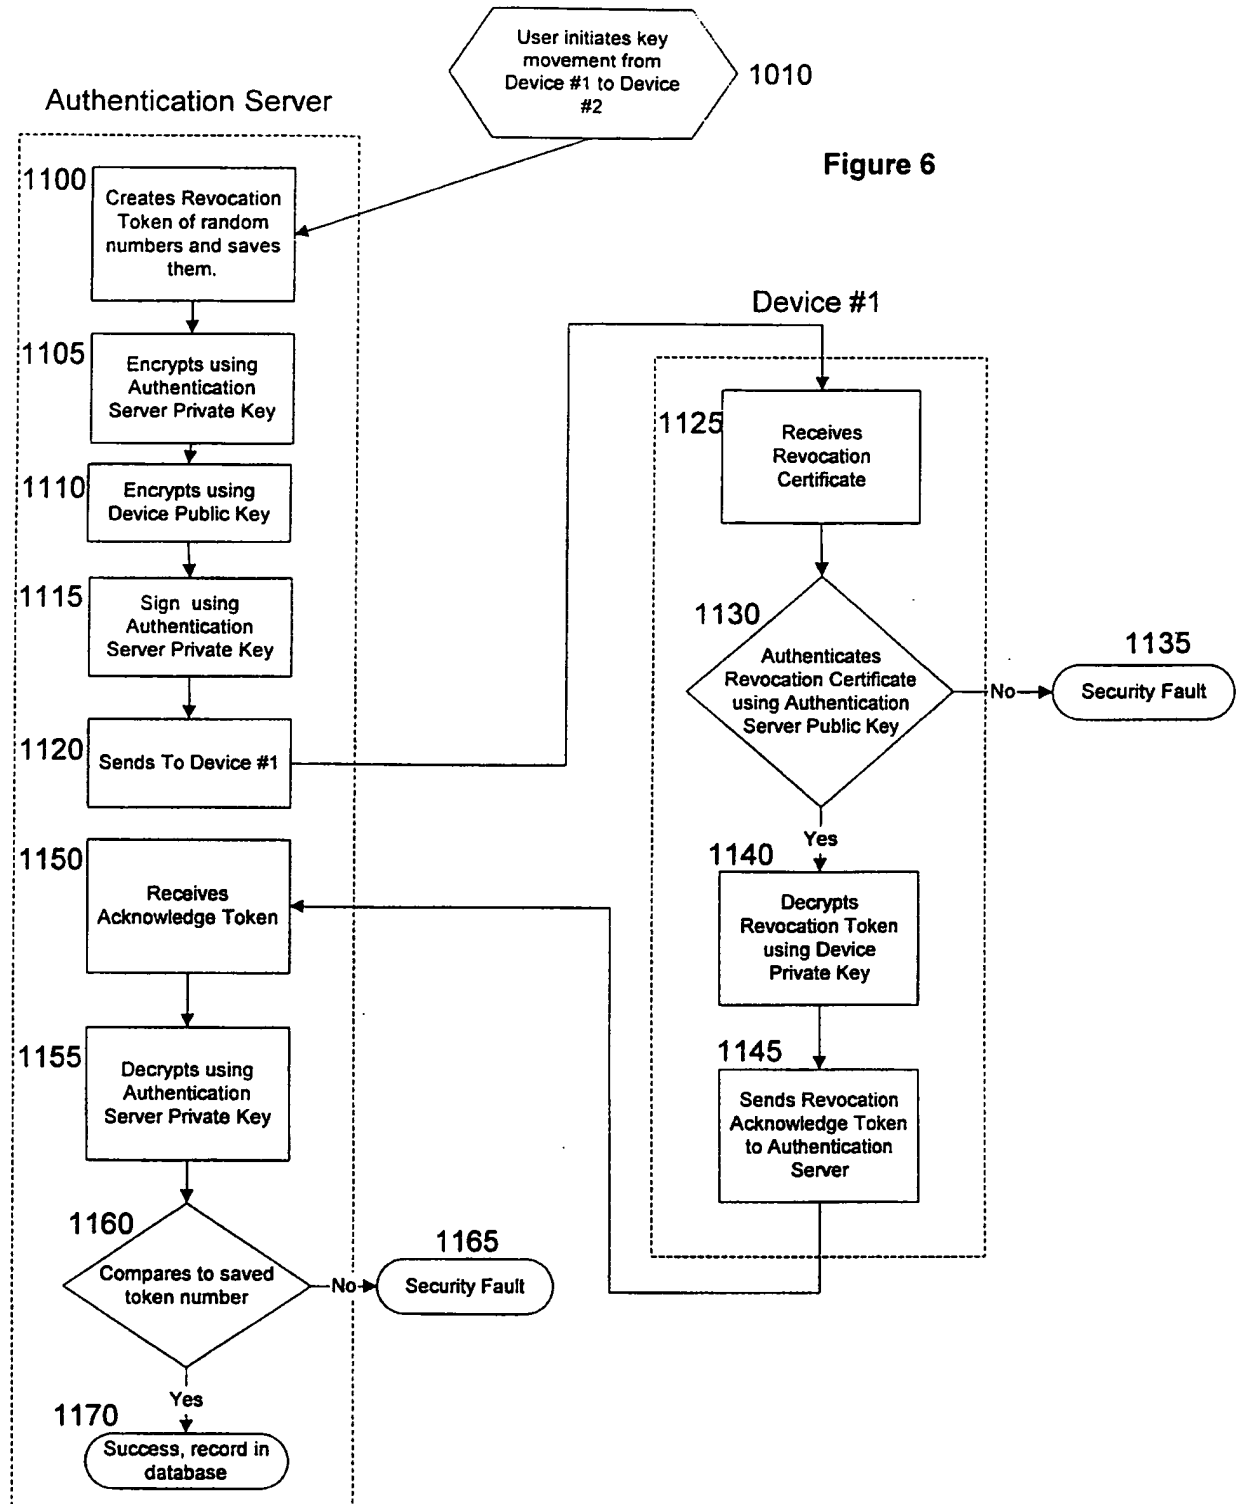 User initiates key
movement from
Device #1 to Device
#2
1010
Authentication Server
Figure 6
1100
Creates Revocation
Token of random
numbers and saves
them.
Device #1
1105
Encrypts using
Authentication
Server Private Key
1125
Receives
Revocation
Certificate
1110
Encrypts using
Device Public Key
1115
Sign using
Authentication
Server Private Key
1130
Authenticates
Revocation Certificate
using Authentication
Server Public Key
No
1135
Security Fault
1120
Sends To Device #1
Yes
1150
Receives
Acknowledge Token
1140
Decrypts
Revocation Token
using Device
Private Key
1155
Decrypts using
Authentication
Server Private Key
1145
Sends Revocation
Acknowledge Token
to Authentication
Server
1160
Compares to saved
token number
No
1165
Security Fault
Yes
1170
Success, record in
database